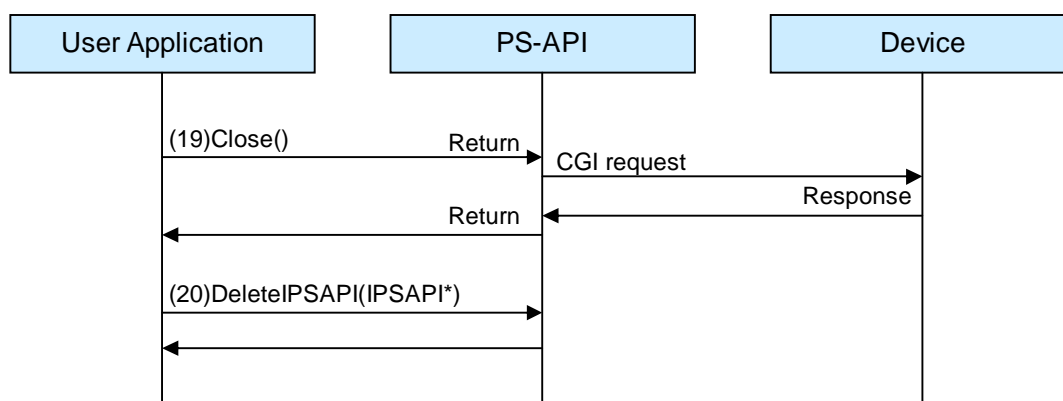 User Application
PS-API
Device
(19)Close()
Return
CGI request
Response
Return
(20)DeleteIPSAPI(IPSAPI*)